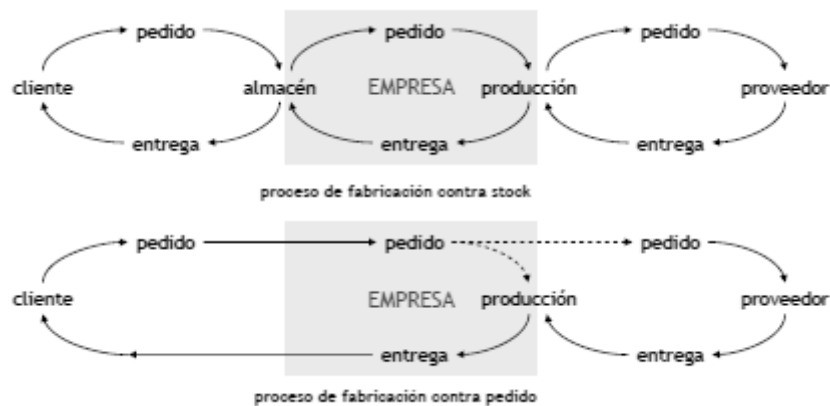 pedido pedido pedido
cliente almacén EMPRESA producción proveedor
entrega entrega entrega
proceso de fabricación contra stock
pedido pedido pedido
cliente EMPRESA producción proveedor
entrega entrega
proceso de fabricación contra pedido